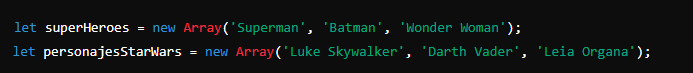 let superHeroes = new Array('Superman', 'Batman', 'Wonder Woman');
let personajesStarWars = new Array('Luke Skywalker', 'Darth Vader', 'Leia Organa');